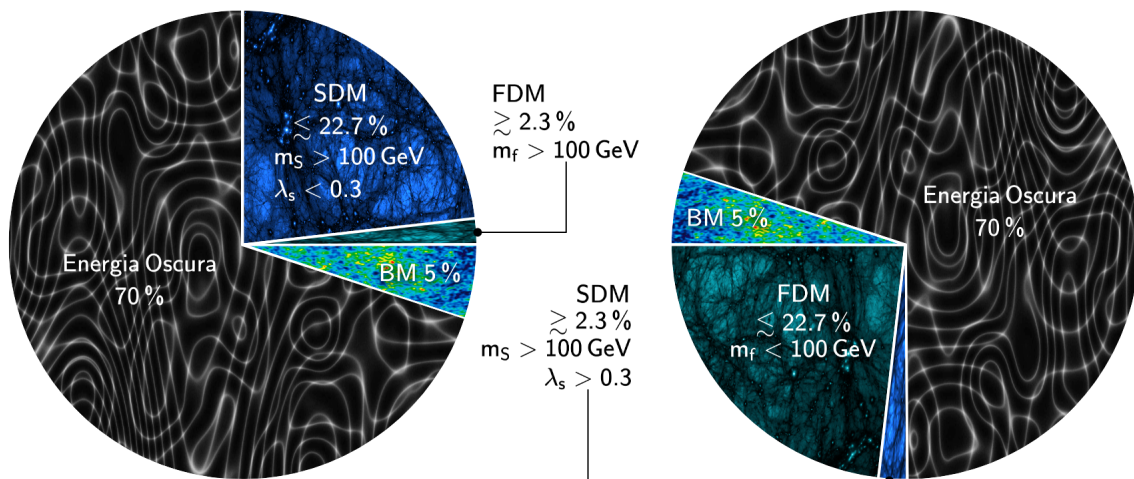 SDM
≲ 22.7 %
m_S > 100 GeV
λ_s < 0.3
FDM
≳ 2.3 %
m_f > 100 GeV
Energia Oscura
70 %
BM 5 %
SDM
≳ 2.3 %
m_S > 100 GeV
λ_s > 0.3
Energia Oscura
70 %
BM 5 %
FDM
≲ 22.7 %
m_f < 100 GeV